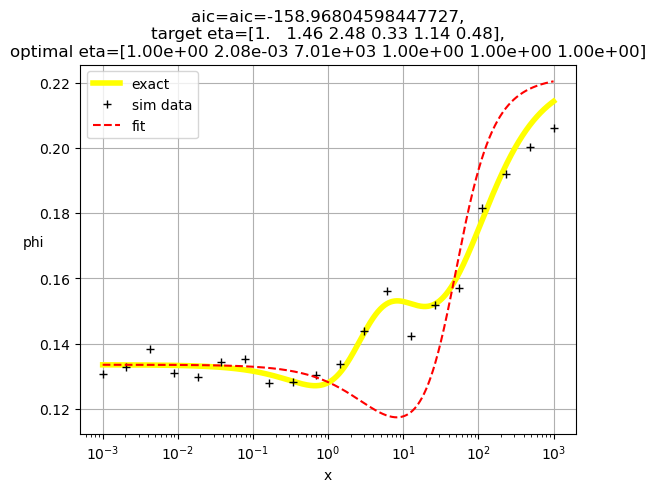 aic=aic=-158.96804598447727,
target eta=[1.   1.46 2.48 0.33 1.14 0.48],
optimal eta=[1.00e+00 2.08e-03 7.01e+03 1.00e+00 1.00e+00 1.00e+00]
exact
sim data
fit
0.22
0.20
0.18
0.16
0.14
0.12
phi
10⁻³
10⁻²
10⁻¹
10⁰
10¹
10²
10³
x